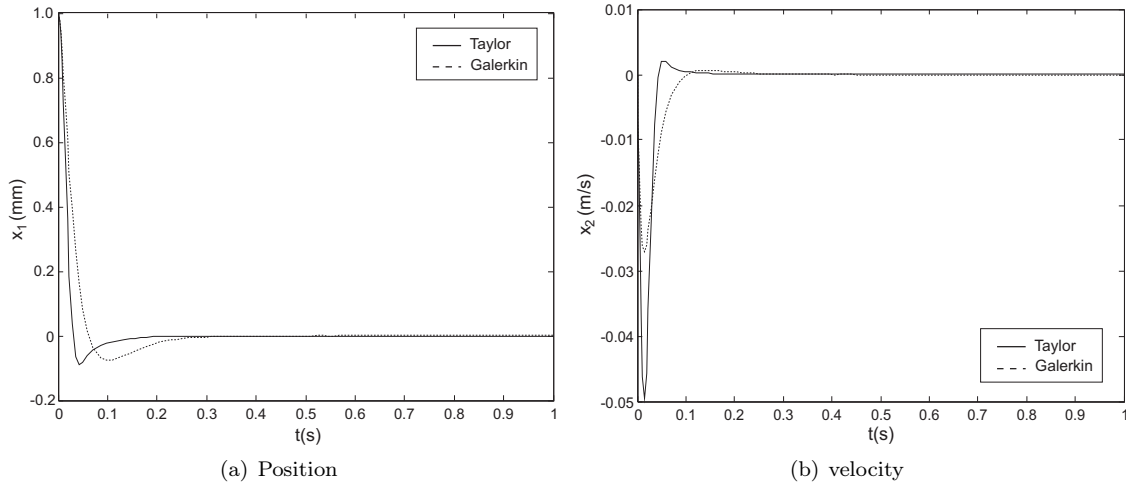 1.0
0.8
0.6
0.4
0.2
0
-0.2
x1 (mm)
Taylor
Galerkin
0 0.1 0.2 0.3 0.4 0.5 0.6 0.7 0.8 0.9 1
t(s)
(a) Position
0.01
0
-0.01
-0.02
-0.03
-0.04
-0.05
x2 (m/s)
Taylor
Galerkin
0 0.1 0.2 0.3 0.4 0.5 0.6 0.7 0.8 0.9 1
t(s)
(b) velocity